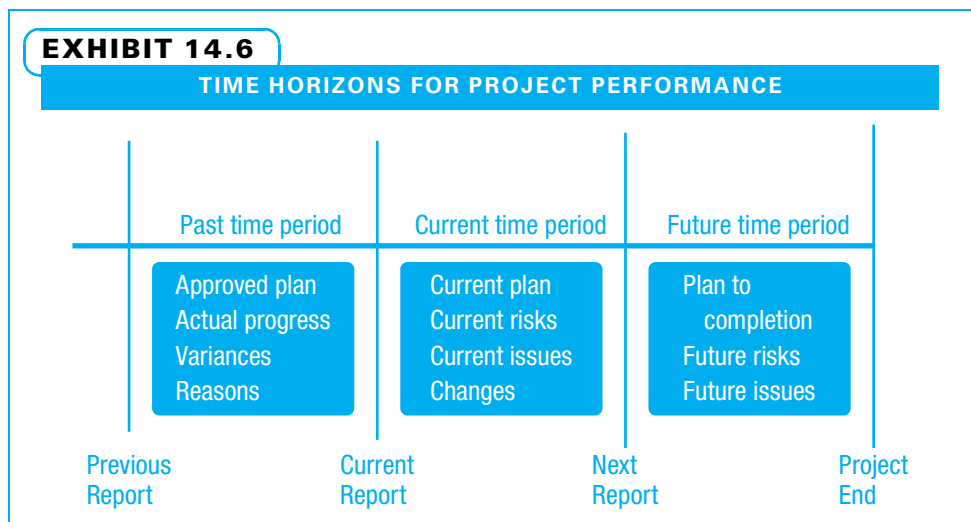 EXHIBIT 14.6
TIME HORIZONS FOR PROJECT PERFORMANCE
Past time period
Current time period
Future time period
Approved plan
Actual progress
Variances
Reasons
Current plan
Current risks
Current issues
Changes
Plan to
completion
Future risks
Future issues
Previous
Report
Current
Report
Next
Report
Project
End